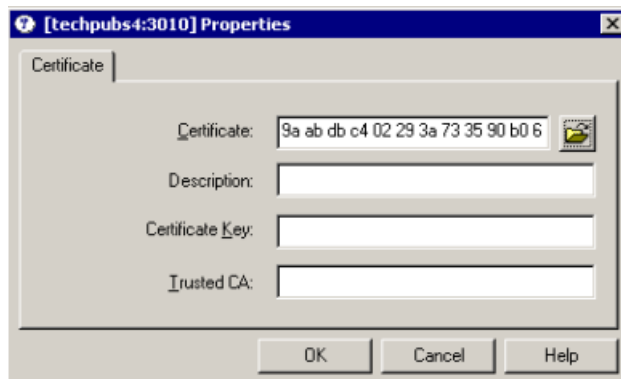 [techpubs4:3010] Properties
Certificate
Certificate: 9a ab db c4 02 29 3a 73 35 90 b0 6
Description:
Certificate Key:
Trusted CA:
OK Cancel Help